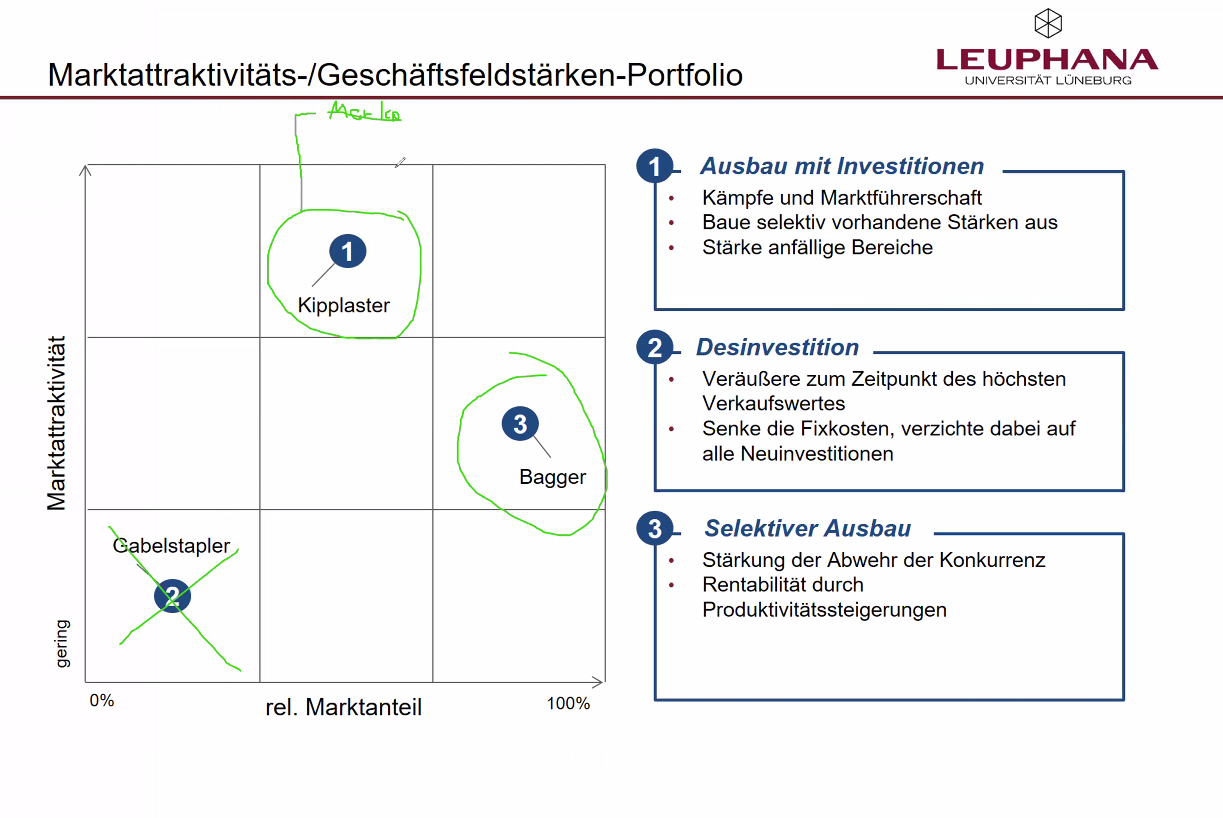 LEUPHANA
UNIVERSITÄT LÜNEBURG
Marktattraktivitäts-/Geschäftsfeldstärken-Portfolio
1
Kipplaster
3
Bagger
Gabelstapler
2
Marktattraktivität
gering
0%
rel. Marktanteil
100%
1 Ausbau mit Investitionen
• Kämpfe und Marktführerschaft
• Baue selektiv vorhandene Stärken aus
• Stärke anfällige Bereiche
2 Desinvestition
• Veräußere zum Zeitpunkt des höchsten
Verkaufswertes
• Senke die Fixkosten, verzichte dabei auf
alle Neuinvestitionen
3 Selektiver Ausbau
• Stärkung der Abwehr der Konkurrenz
• Rentabilität durch
Produktivitätssteigerungen